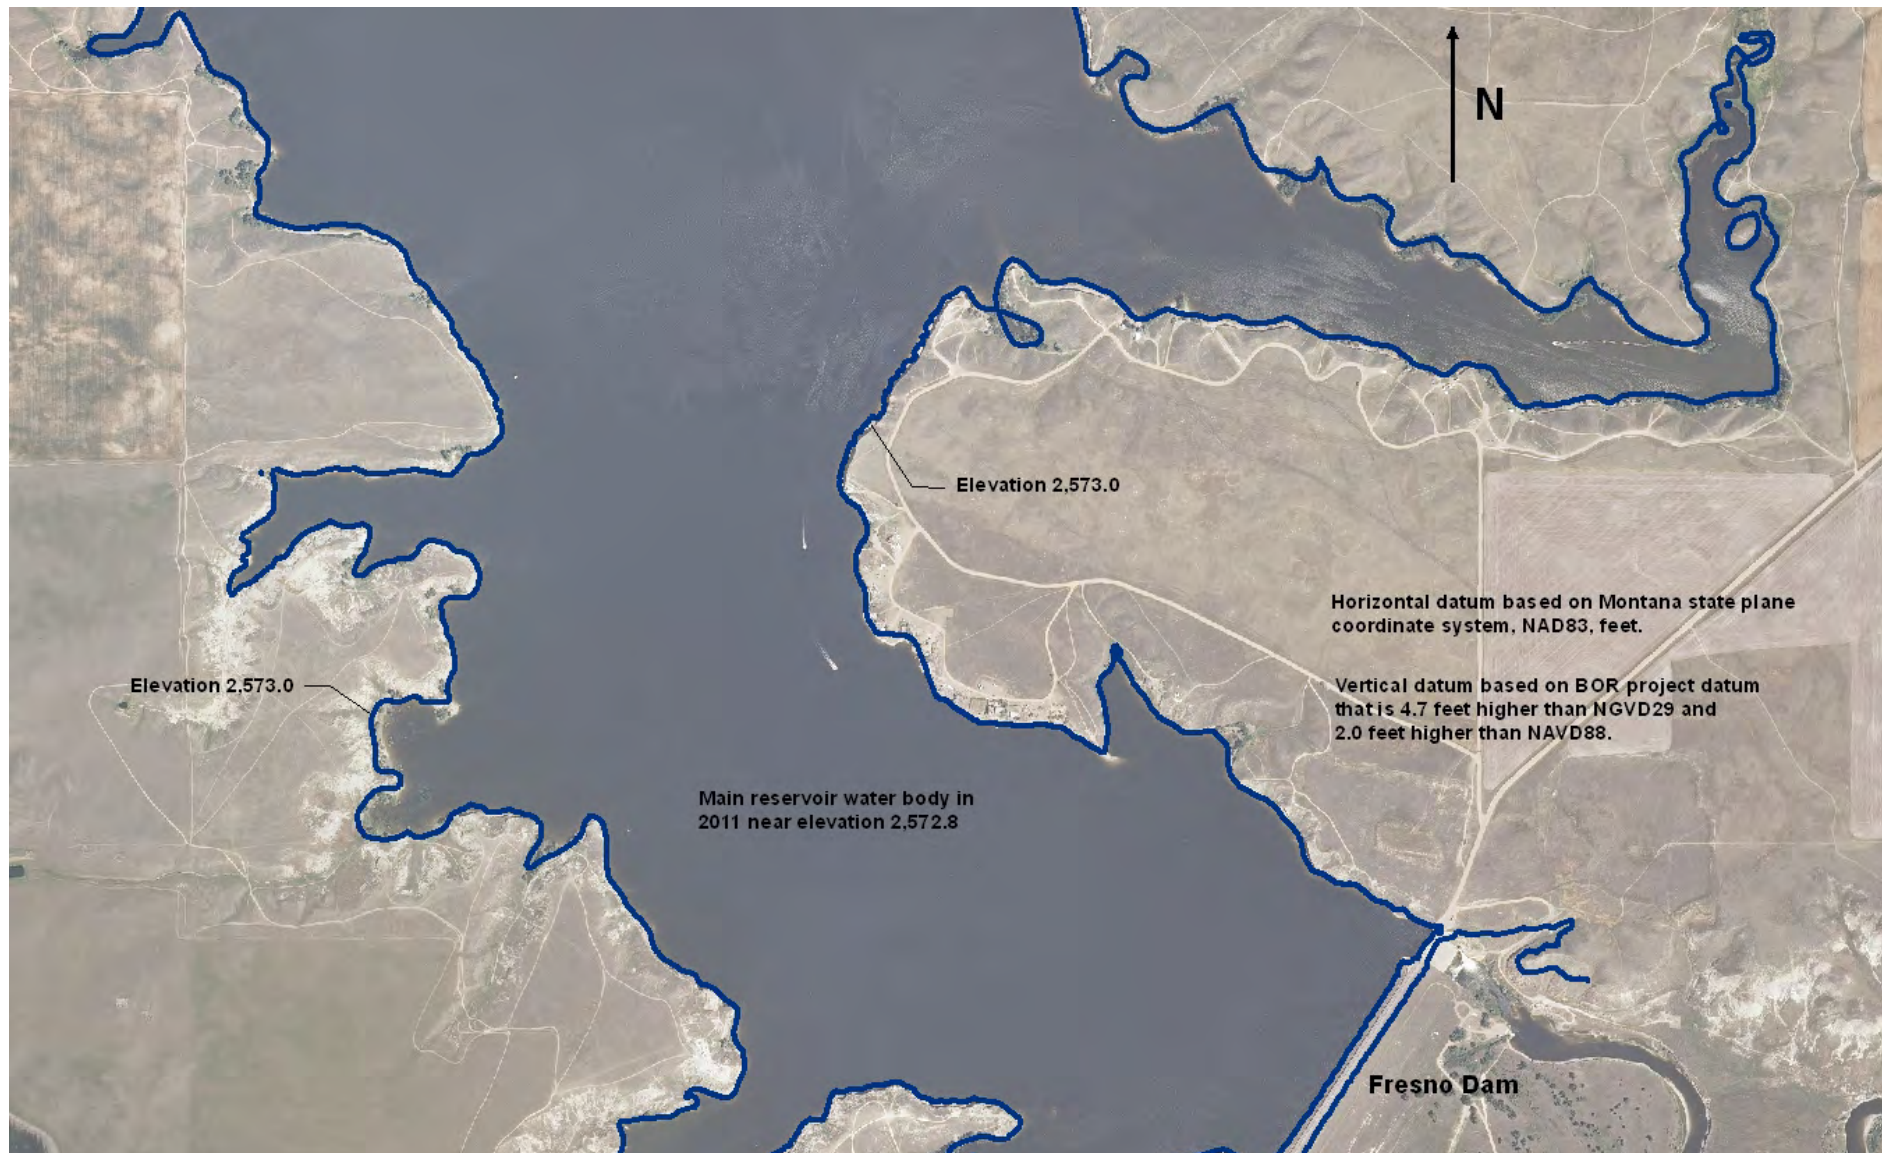 N
Elevation 2,573.0
Horizontal datum based on Montana state plane
coordinate system, NAD83, feet.
Elevation 2,573.0
Vertical datum based on BOR project datum
that is 4.7 feet higher than NGVD29 and
2.0 feet higher than NAVD88.
Main reservoir water body in
2011 near elevation 2,572.8
Fresno Dam